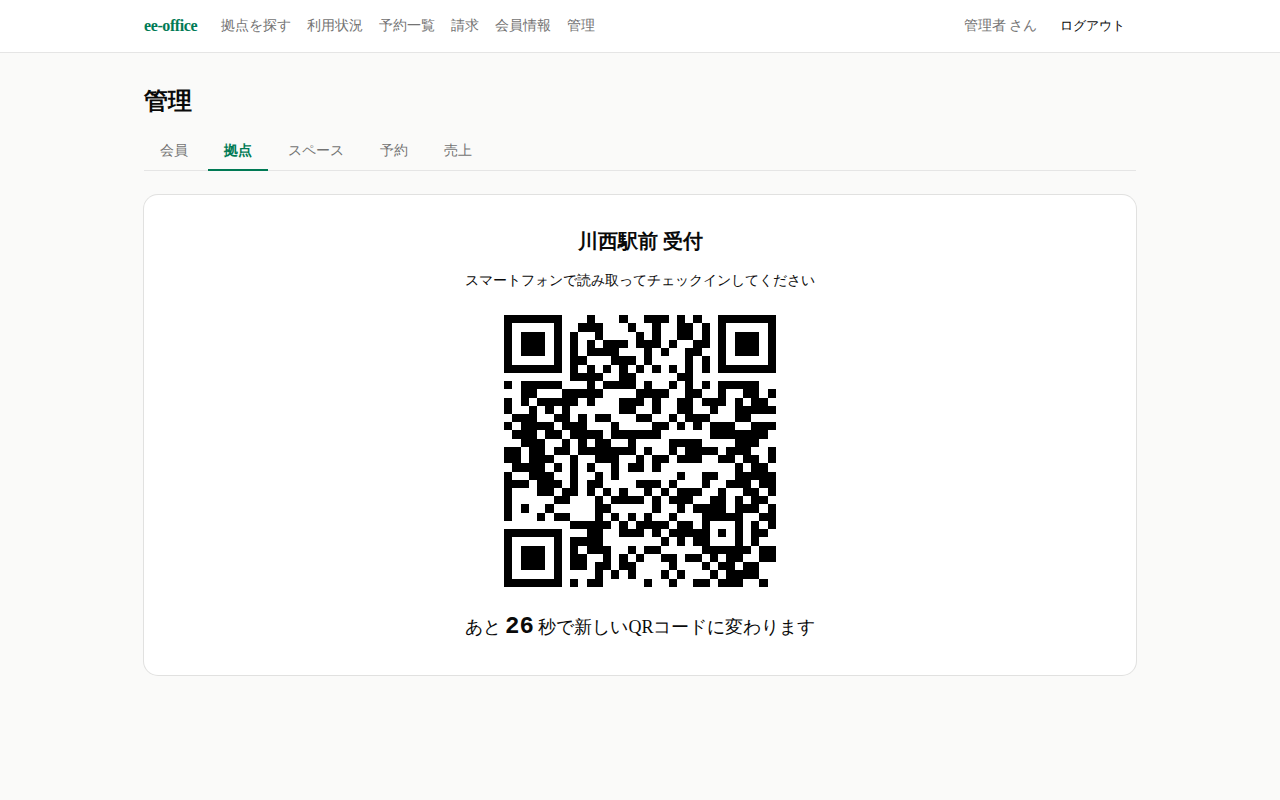 ee-office 拠点を探す 利用状況 予約一覧 請求 会員情報 管理 管理者 さん ログアウト
管理
会員 拠点 スペース 予約 売上
川西駅前 受付
スマートフォンで読み取ってチェックインしてください
あと 26 秒で新しいQRコードに変わります